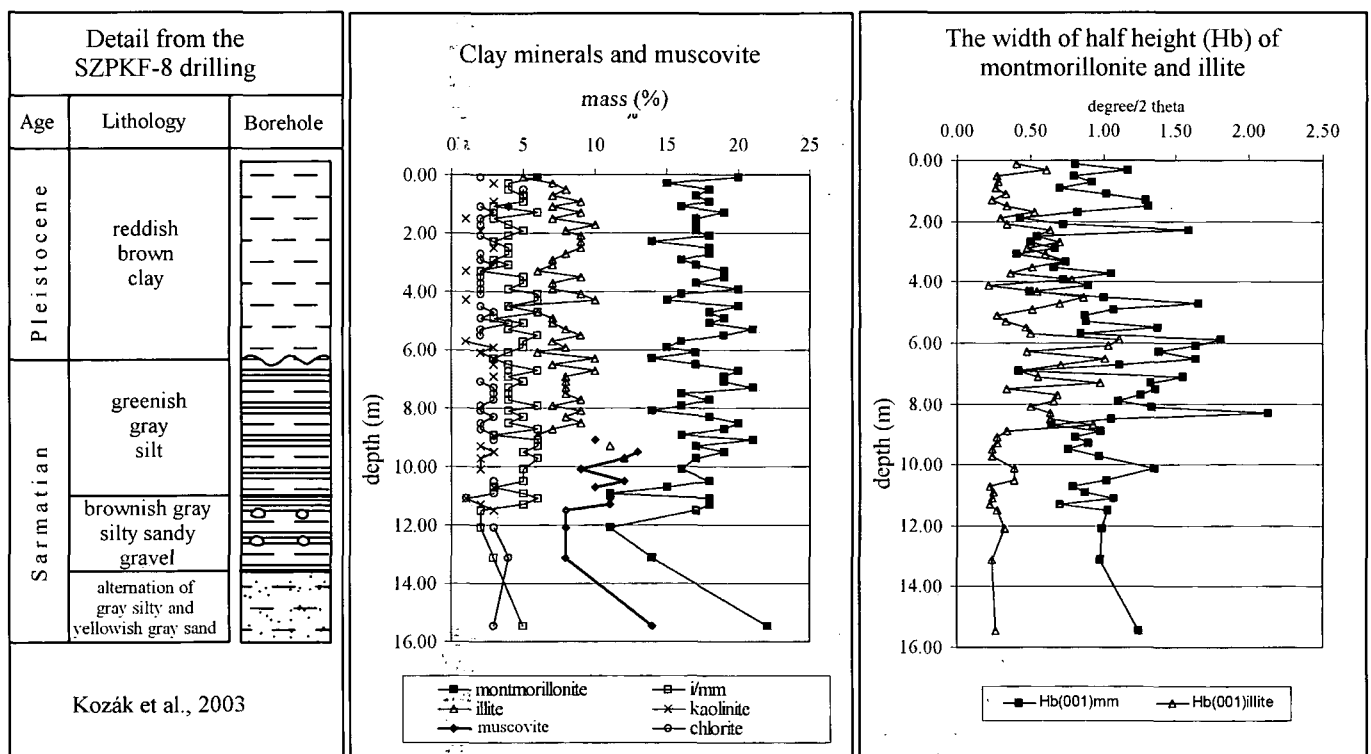 Detail from the
SZPKF-8 drilling
Age
Lithology
Borehole
Pleistocene
reddish
brown
clay
Sarmatian
greenish
gray
silt
brownish gray
silty sandy
gravel
alternation of
gray silty and
yellowish gray sand
Kozák et al., 2003
Clay minerals and muscovite
mass (%)
0 5 10 15 20 25
depth (m)
0.00
2.00
4.00
6.00
8.00
10.00
12.00
14.00
16.00
montmorillonite
i/mm
illite
kaolinite
muscovite
chlorite
The width of half height (Hb) of
montmorillonite and illite
degree/2 theta
0.00 0.50 1.00 1.50 2.00 2.50
depth (m)
0.00
2.00
4.00
6.00
8.00
10.00
12.00
14.00
16.00
Hb(001)mm
Hb(001)illite